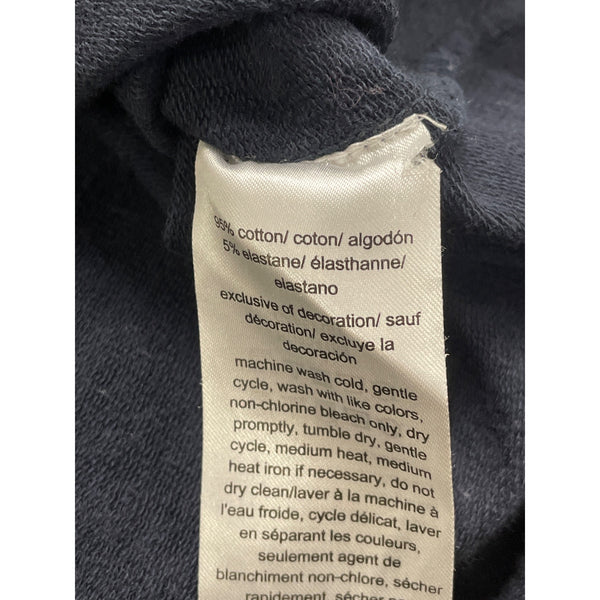 95% cotton/ coton/ algodón
5% elastane/ élasthanne/
elastano
exclusive of decoration/ sauf
décoration/ excluye la
decoración
machine wash cold, gentle
cycle, wash with like colors,
non-chlorine bleach only, dry
promptly, tumble dry, gentle
cycle, medium heat, medium
heat iron if necessary, do not
dry clean/laver à la machine à
l'eau froide, cycle délicat, laver
en séparant les couleurs,
seulement agent de
blanchiment non-chlore, sécher
rapidement, sécher par